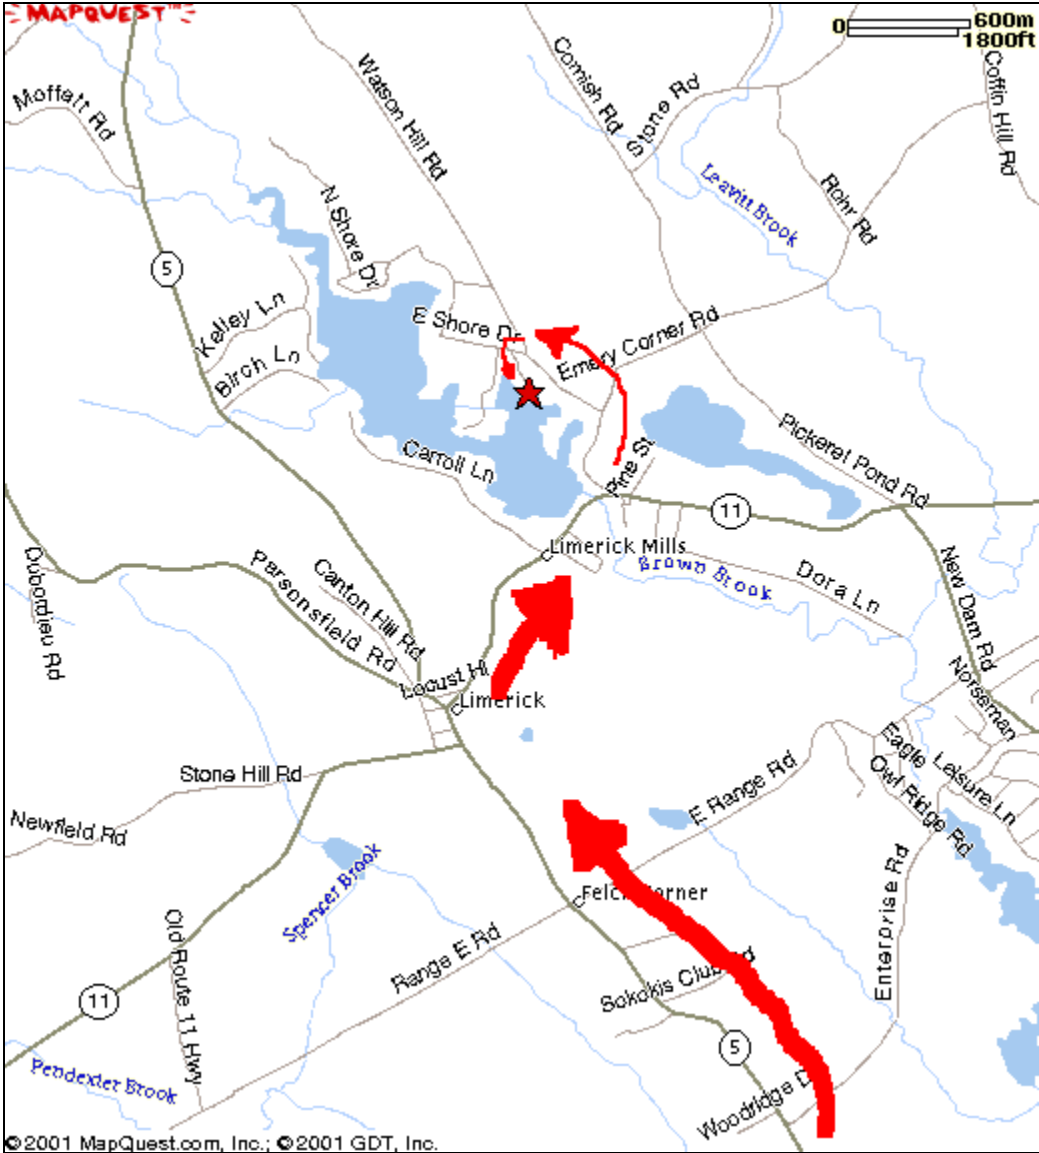 MAPQUEST™
0 600m
1800ft
Moffatt Rd
Watson Hill Rd
Cornish Rd
Stone Rd
Coffin Hill Rd
Leavitt Brook
Rohr Rd
N Shore Dr
5
Kelley Ln
Birch Ln
E Shore Dr
Emery Corner Rd
Carroll Ln
Pine St
Pickerel Pond Rd
11
Limerick Mills
Brown Brook
Dora Ln
New Dam Rd
Dubordieu Rd
Parsonsfield Rd
Canton Hill Rd
Locust Hl
Limerick
Norseman
Eagle
Leisure Ln
Owl Ridge Rd
Stone Hill Rd
E Range Rd
Newfield Rd
Spencer Brook
Enterprise Rd
Old Route 11 Hwy
Range E Rd
Sokokis Club Rd
11
5
Pendexter Brook
Woodridge
©2001 MapQuest.com, Inc.; ©2001 GDT, Inc.